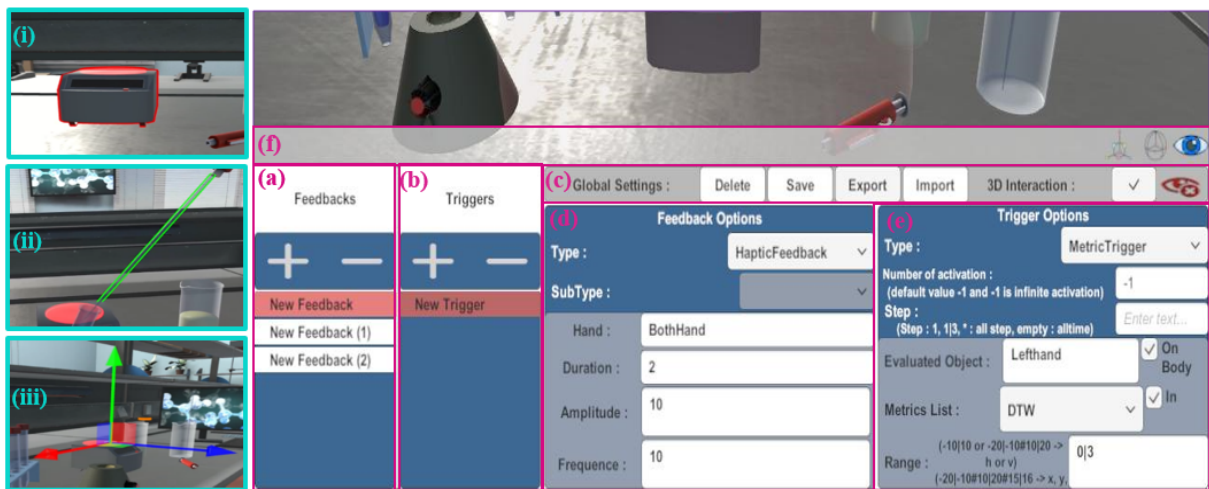 (i)
(ii)
(iii)
(f)
(a)
Feedbacks
New Feedback
New Feedback (1)
New Feedback (2)
(b)
Triggers
New Trigger
(c) Global Settings : Delete Save Export Import 3D Interaction : ✓
(d) Feedback Options
Type : HapticFeedback
SubType :
Hand : BothHand
Duration : 2
Amplitude : 10
Frequence : 10
(e) Trigger Options
Type : MetricTrigger
Number of activation :
(default value -1 and -1 is infinite activation) -1
Step :
(Step : 1, 1|3, * : all step, empty : alltime) Enter text...
Evaluated Object : Lefthand ✓ On
Body
Metrics List : DTW ✓ In
(-10|10 or -20|-10#10|20 ->
Range : h or v) 0|3
(-20|-10#10|20#15|16 -> x, y,